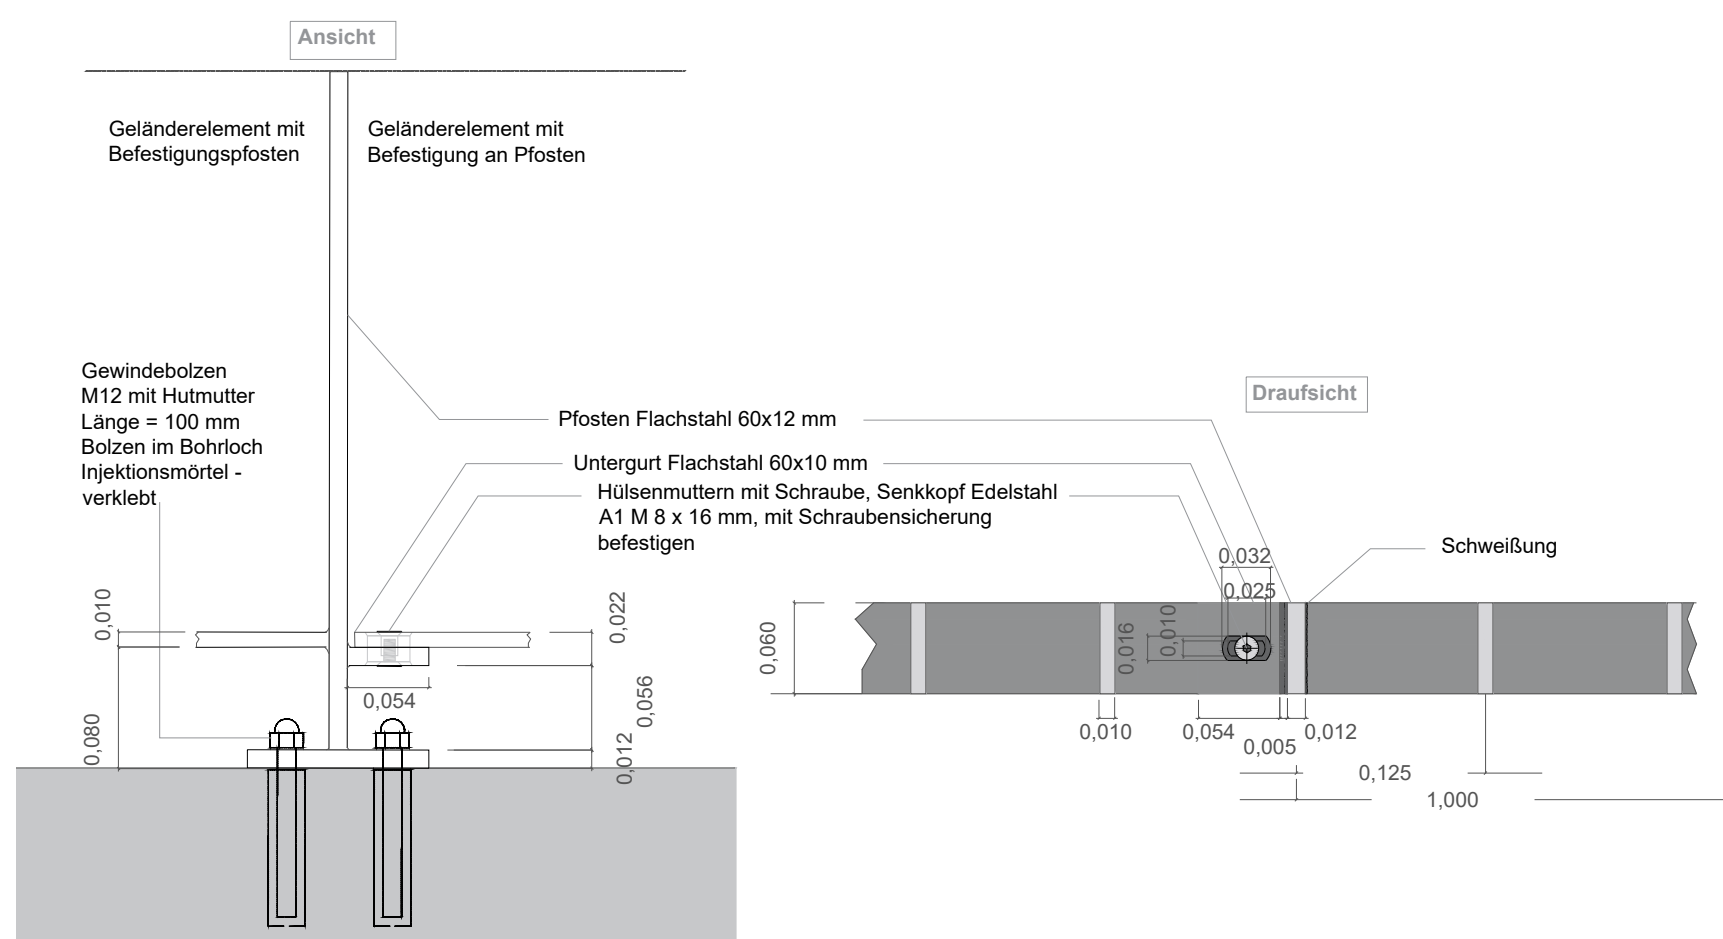 Ansicht
Geländerelement mit
Befestigungspfosten
Geländerelement mit
Befestigung an Pfosten
Gewindebolzen
M12 mit Hutmutter
Länge = 100 mm
Bolzen im Bohrloch
Injektionsmörtel -
verklebt
Pfosten Flachstahl 60x12 mm
Untergurt Flachstahl 60x10 mm
Hülsenmuttern mit Schraube, Senkkopf Edelstahl
A1 M 8 x 16 mm, mit Schraubensicherung
befestigen
0,010
0,080
0,054
0,022
0,056
0,012
Draufsicht
Schweißung
0,032
0,025
0,060
0,016
0,010
0,010
0,054
0,005
0,012
0,125
1,000